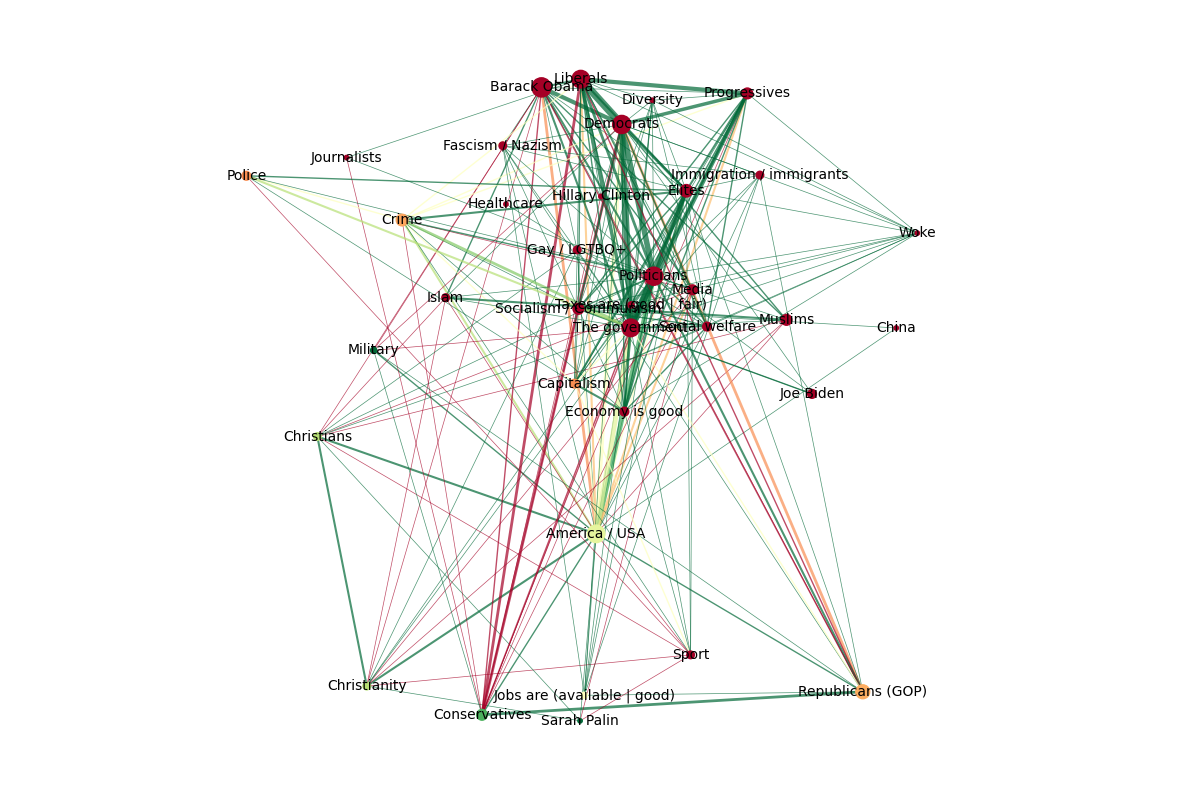 Liberals
Barack Obama
Progressives
Diversity
Democrats
Fascism / Nazism
Journalists
Police
Immigration / immigrants
Elites
Hillary Clinton
Healthcare
Crime
Woke
Gay / LGTBQ+
Politicians
Media
Islam
Taxes are (good | fair)
Socialism / Communism
Muslims
The government
Social welfare
China
Military
Capitalism
Joe Biden
Economy is good
Christians
America / USA
Sport
Christianity
Republicans (GOP)
Jobs are (available | good)
Conservatives
Sarah Palin